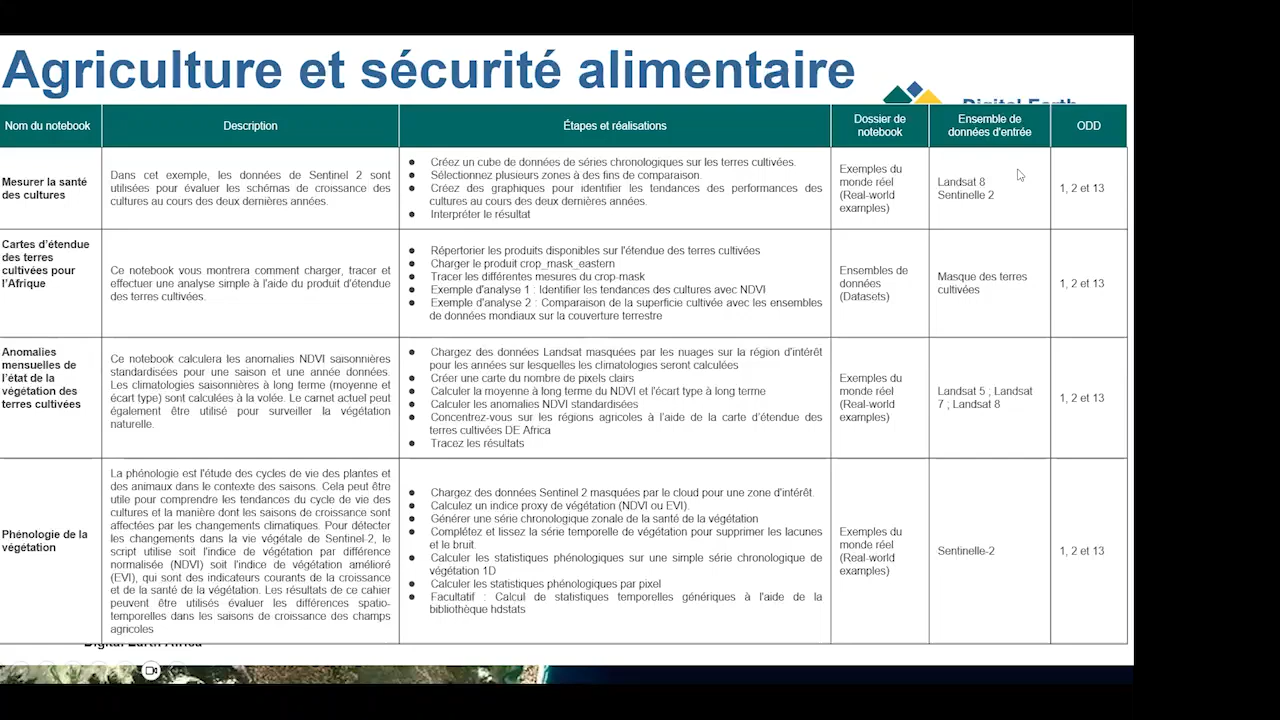 Agriculture et sécurité alimentaire
Digital Earth
Nom du notebook
Description
Étapes et réalisations
Dossier de
notebook
Ensemble de
données d'entrée
ODD
Mesurer la santé
des cultures
Dans cet exemple, les données de Sentinel 2 sont
utilisées pour évaluer les schémas de croissance des
cultures au cours des deux dernières années.
● Créez un cube de données de séries chronologiques sur les terres cultivées.
● Sélectionnez plusieurs zones à des fins de comparaison.
● Créez des graphiques pour identifier les tendances des performances des
cultures au cours des deux dernières années.
● Interpréter le résultat
Exemples du
monde réel
(Real-world
examples)
Landsat 8
Sentinelle 2
1, 2 et 13
Cartes d'étendue
des terres
cultivées pour
l'Afrique
Ce notebook vous montrera comment charger, tracer et
effectuer une analyse simple à l'aide du produit d'étendue
des terres cultivées.
● Répertorier les produits disponibles sur l'étendue des terres cultivées
● Charger le produit crop_mask_eastern
● Tracer les différentes mesures du crop-mask
● Exemple d'analyse 1 : Identifier les tendances des cultures avec NDVI
● Exemple d'analyse 2 : Comparaison de la superficie cultivée avec les ensembles
de données mondiaux sur la couverture terrestre
Ensembles de
données
(Datasets)
Masque des terres
cultivées
1, 2 et 13
Anomalies
mensuelles de
l'état de la
végétation des
terres cultivées
Ce notebook calculera les anomalies NDVI saisonnières
standardisées pour une saison et une année données.
Les climatologies saisonnières à long terme (moyenne et
écart type) sont calculées à la volée. Le carnet actuel peut
également être utilisé pour surveiller la végétation
naturelle.
● Chargez des données Landsat masquées par les nuages sur la région d'intérêt
pour les années sur lesquelles les climatologies seront calculées
● Créer une carte du nombre de pixels clairs
● Calculer la moyenne à long terme du NDVI et l'écart type à long terme
● Calculer les anomalies NDVI standardisées
● Concentrez-vous sur les régions agricoles à l'aide de la carte d'étendue des
terres cultivées DE Africa
● Tracez les résultats
Exemples du
monde réel
(Real-world
examples)
Landsat 5 ; Landsat
7 ; Landsat 8
1, 2 et 13
Phénologie de la
végétation
La phénologie est l'étude des cycles de vie des plantes et
des animaux dans le contexte des saisons. Cela peut être
utile pour comprendre les tendances du cycle de vie des
cultures et la manière dont les saisons de croissance sont
affectées par les changements climatiques. Pour détecter
les changements dans la vie végétale de Sentinel-2, le
script utilise soit l'indice de végétation par différence
normalisée (NDVI) soit l'indice de végétation amélioré
(EVI), qui sont des indicateurs courants de la croissance
et de la santé de la végétation. Les résultats de ce cahier
peuvent être utilisés évaluer les différences spatio-
temporelles dans les saisons de croissance des champs
agricoles
● Chargez des données Sentinel 2 masquées par le cloud pour une zone d'intérêt.
● Calculez un indice proxy de végétation (NDVI ou EVI).
● Générer une série chronologique zonale de la santé de la végétation
● Complétez et lissez la série temporelle de végétation pour supprimer les lacunes
et le bruit.
● Calculer les statistiques phénologiques sur une simple série chronologique de
végétation 1D
● Calculer les statistiques phénologiques par pixel
● Facultatif : Calcul de statistiques temporelles génériques à l'aide de la
bibliothèque hdstats
Exemples du
monde réel
(Real-world
examples)
Sentinelle-2
1, 2 et 13
Digital Earth Africa